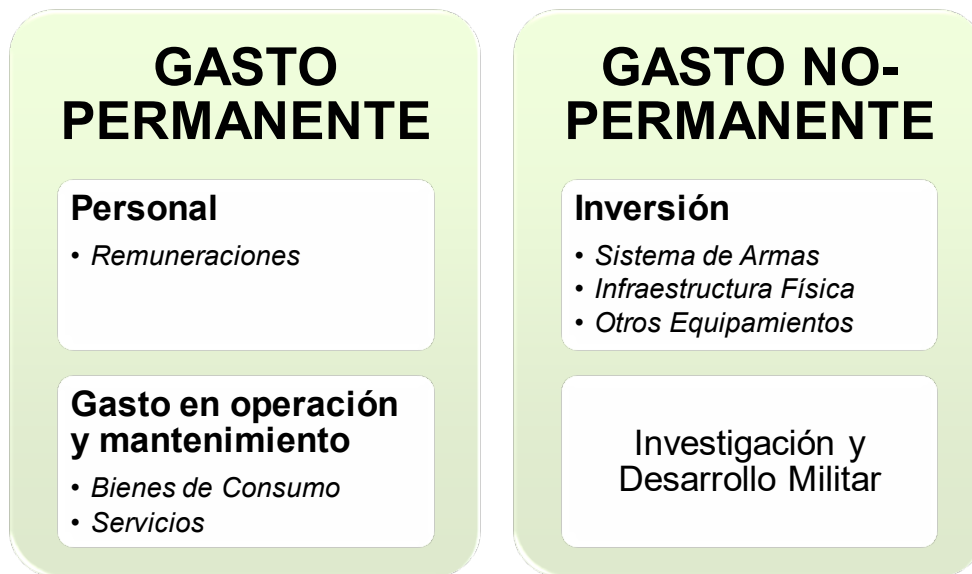 GASTO
PERMANENTE
Personal
• Remuneraciones
Gasto en operación
y mantenimiento
• Bienes de Consumo
• Servicios
GASTO NO-
PERMANENTE
Inversión
• Sistema de Armas
• Infraestructura Física
• Otros Equipamientos
Investigación y
Desarrollo Militar